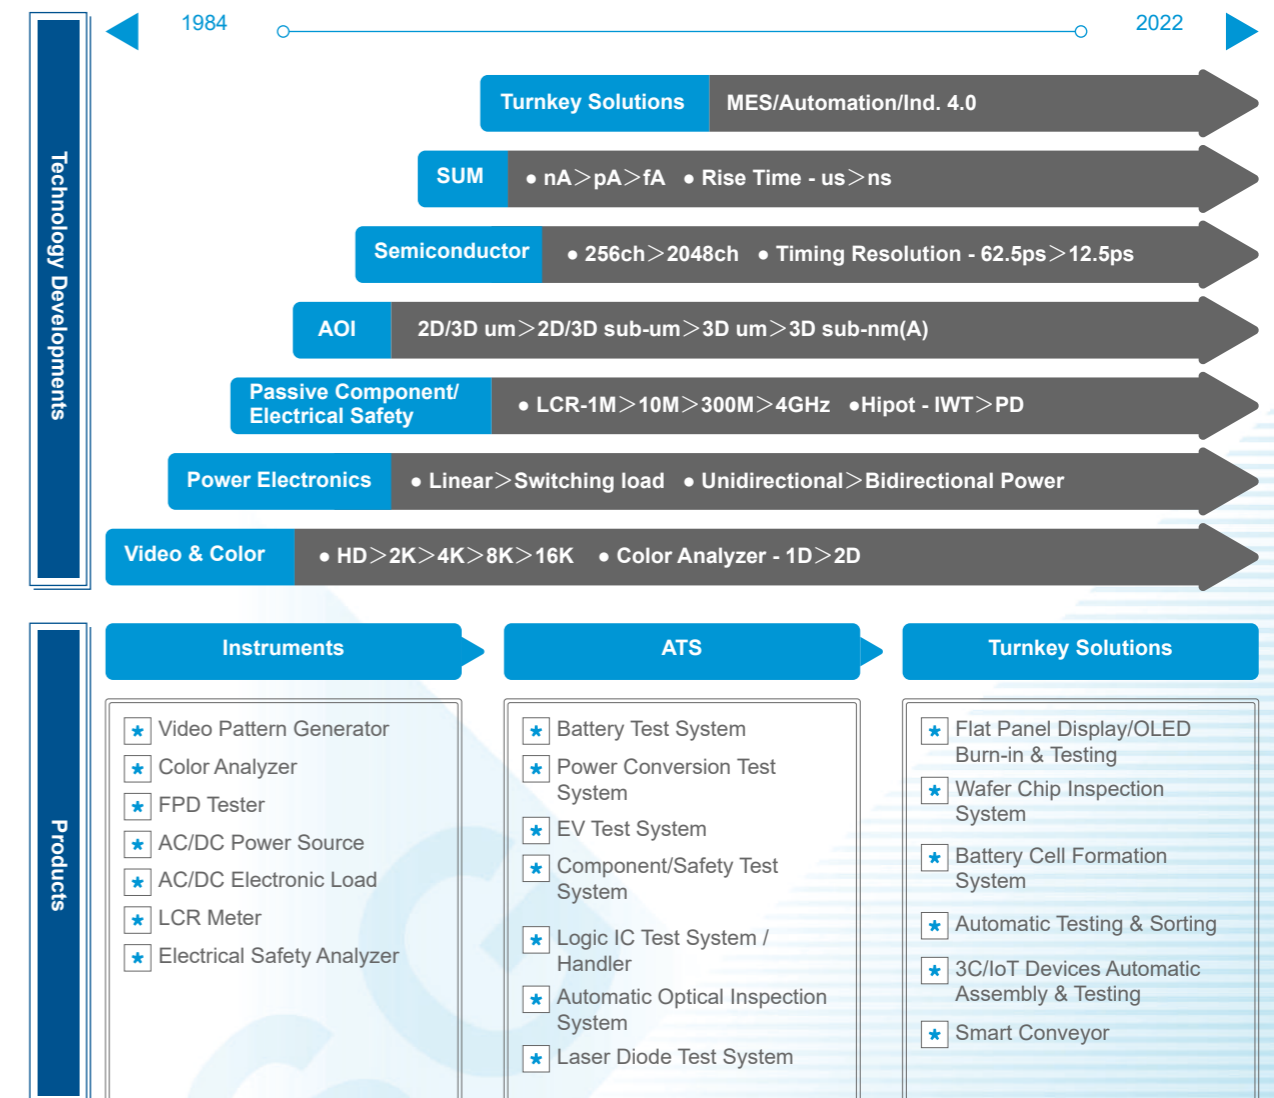 1984
2022
Technology Developments
Turnkey Solutions MES/Automation/Ind. 4.0
SUM ● nA＞pA＞fA ● Rise Time - us＞ns
Semiconductor ● 256ch＞2048ch ● Timing Resolution - 62.5ps＞12.5ps
AOI 2D/3D um＞2D/3D sub-um＞3D um＞3D sub-nm(A)
Passive Component/
Electrical Safety
● LCR-1M＞10M＞300M＞4GHz ●Hipot - IWT＞PD
Power Electronics ● Linear＞Switching load ● Unidirectional＞Bidirectional Power
Video & Color ● HD＞2K＞4K＞8K＞16K ● Color Analyzer - 1D＞2D
Products
Instruments
* Video Pattern Generator
* Color Analyzer
* FPD Tester
* AC/DC Power Source
* AC/DC Electronic Load
* LCR Meter
* Electrical Safety Analyzer
ATS
* Battery Test System
* Power Conversion Test
System
* EV Test System
* Component/Safety Test
System
* Logic IC Test System /
Handler
* Automatic Optical Inspection
System
* Laser Diode Test System
Turnkey Solutions
* Flat Panel Display/OLED
Burn-in & Testing
* Wafer Chip Inspection
System
* Battery Cell Formation
System
* Automatic Testing & Sorting
* 3C/IoT Devices Automatic
Assembly & Testing
* Smart Conveyor